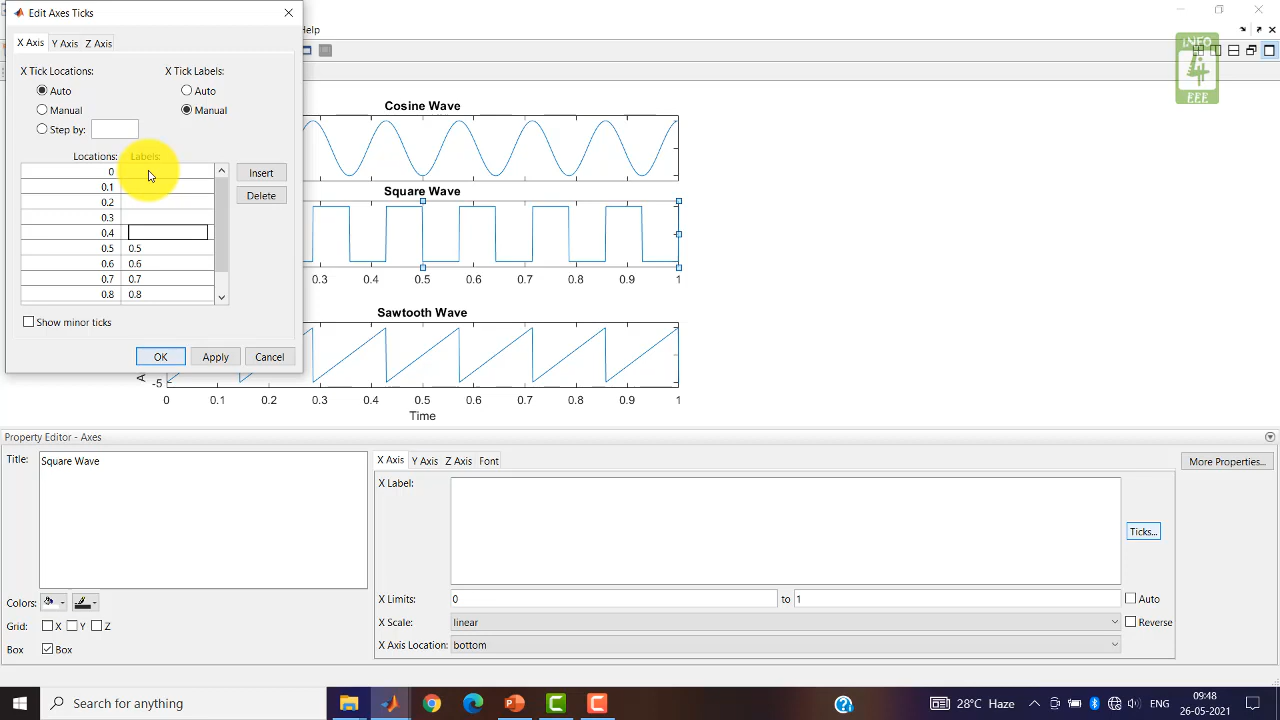 Edit Axes Ticks
Help
X Axis
Y Axis
Z Axis
INFO
4
EEE
X Tick Locations:
X Tick Labels:
Auto
Auto
Manual
Manual
Step by:
Locations:
Labels:
0
0.1
0.2
0.3
0.4
0.5 0.5
0.6 0.6
0.7 0.7
0.8 0.8
Insert
Delete
Show minor ticks
OK
Apply
Cancel
Cosine Wave
Square Wave
0.3 0.4 0.5 0.6 0.7 0.8 0.9 1
Sawtooth Wave
A
-5
0 0.1 0.2 0.3 0.4 0.5 0.6 0.7 0.8 0.9 1
Time
Property Editor - Axes
Title:
Square Wave
X Axis
Y Axis
Z Axis
Font
More Properties...
X Label:
Ticks...
X Limits:
0
to
1
Auto
X Scale:
linear
Reverse
X Axis Location:
bottom
Colors:
Grid:
X
Y
Z
Box
Box
Search for anything
28°C Haze
ENG
09:48
26-05-2021